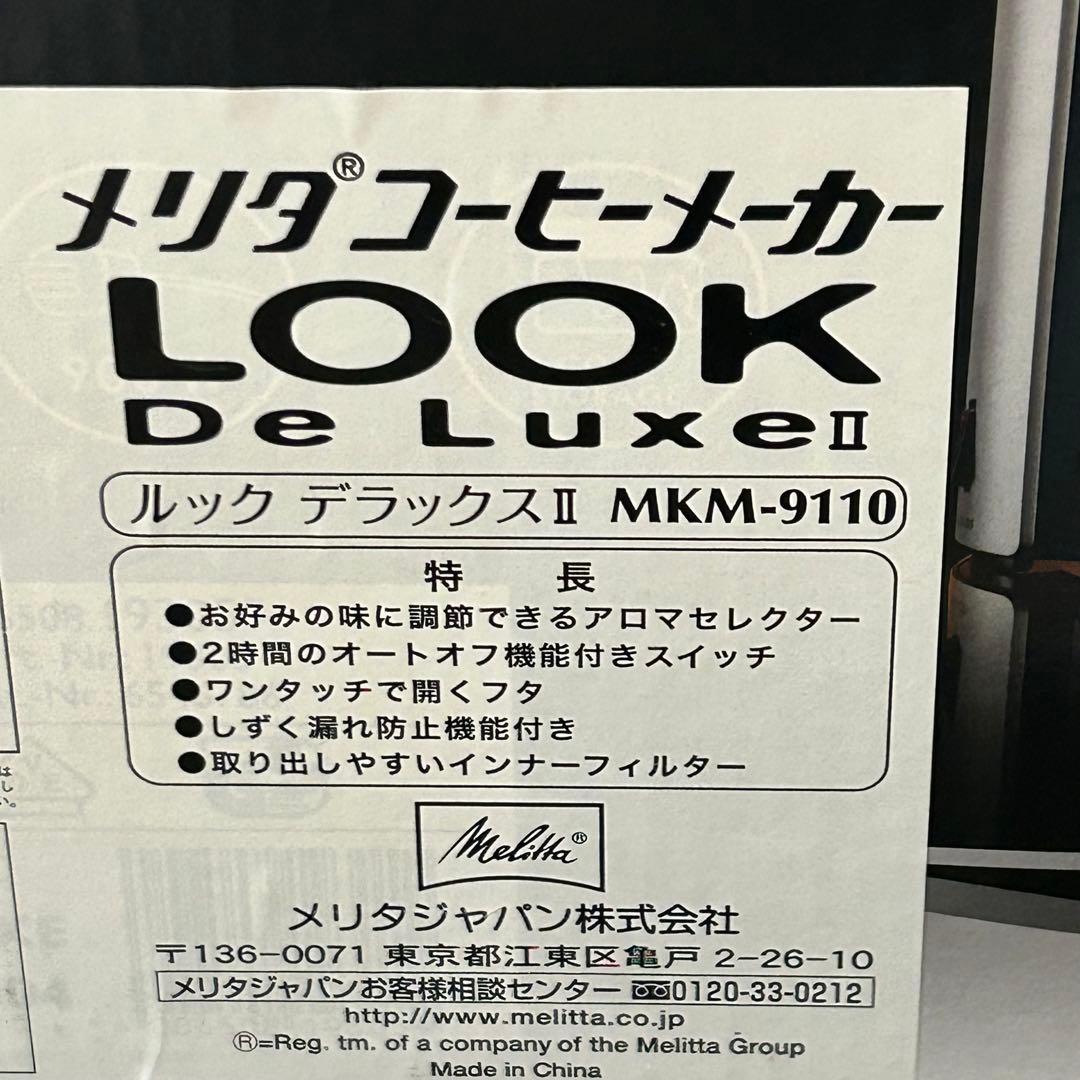 メリタ®コーヒーメーカー
LOOK
De LuxeⅡ
ルック デラックスⅡ MKM-9110
特 長
●お好みの味に調節できるアロマセレクター
●2時間のオートオフ機能付きスイッチ
●ワンタッチで開くフタ
●しずく漏れ防止機能付き
●取り出しやすいインナーフィルター
Melitta®
メリタジャパン株式会社
〒136-0071 東京都江東区亀戸 2-26-10
メリタジャパンお客様相談センター 0120-33-0212
http://www.melitta.co.jp
®=Reg. tm. of a company of the Melitta Group
Made in China